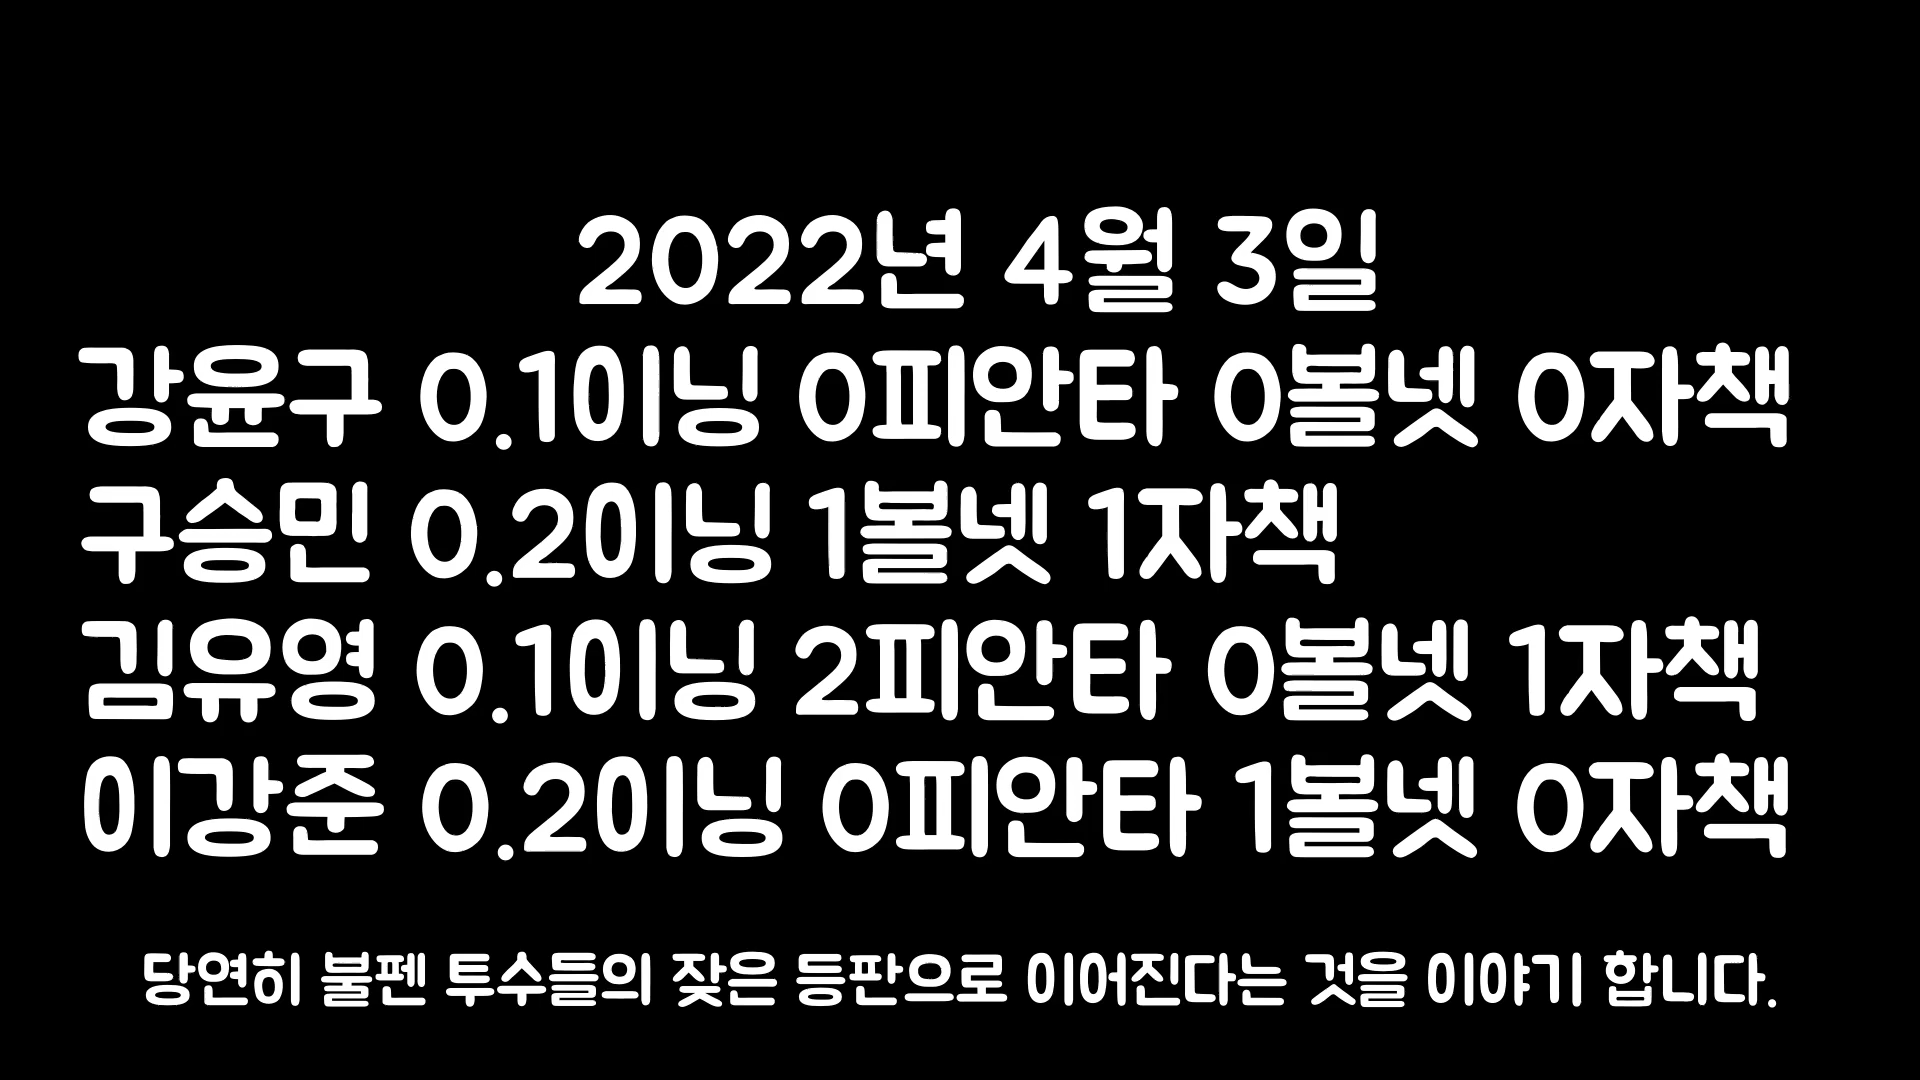 2022년 4월 3일
강윤구 0.1이닝 0피안타 0볼넷 0자책
구승민 0.2이닝 1볼넷 1자책
김유영 0.1이닝 2피안타 0볼넷 1자책
이강준 0.2이닝 0피안타 1볼넷 0자책
당연히 불펜 투수들의 잦은 등판으로 이어진다는 것을 이야기 합니다.